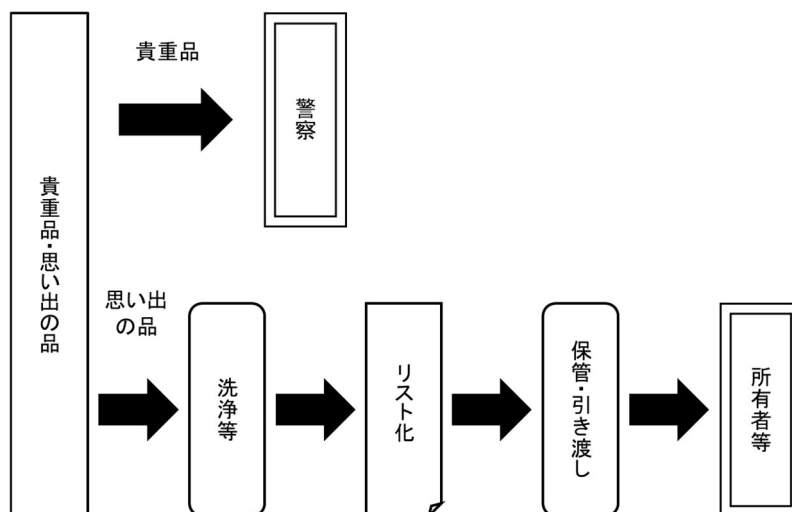 貴重品・思い出の品
貴重品
警察
思い出
の品
洗浄等
リスト化
保管・引き渡し
所有者等